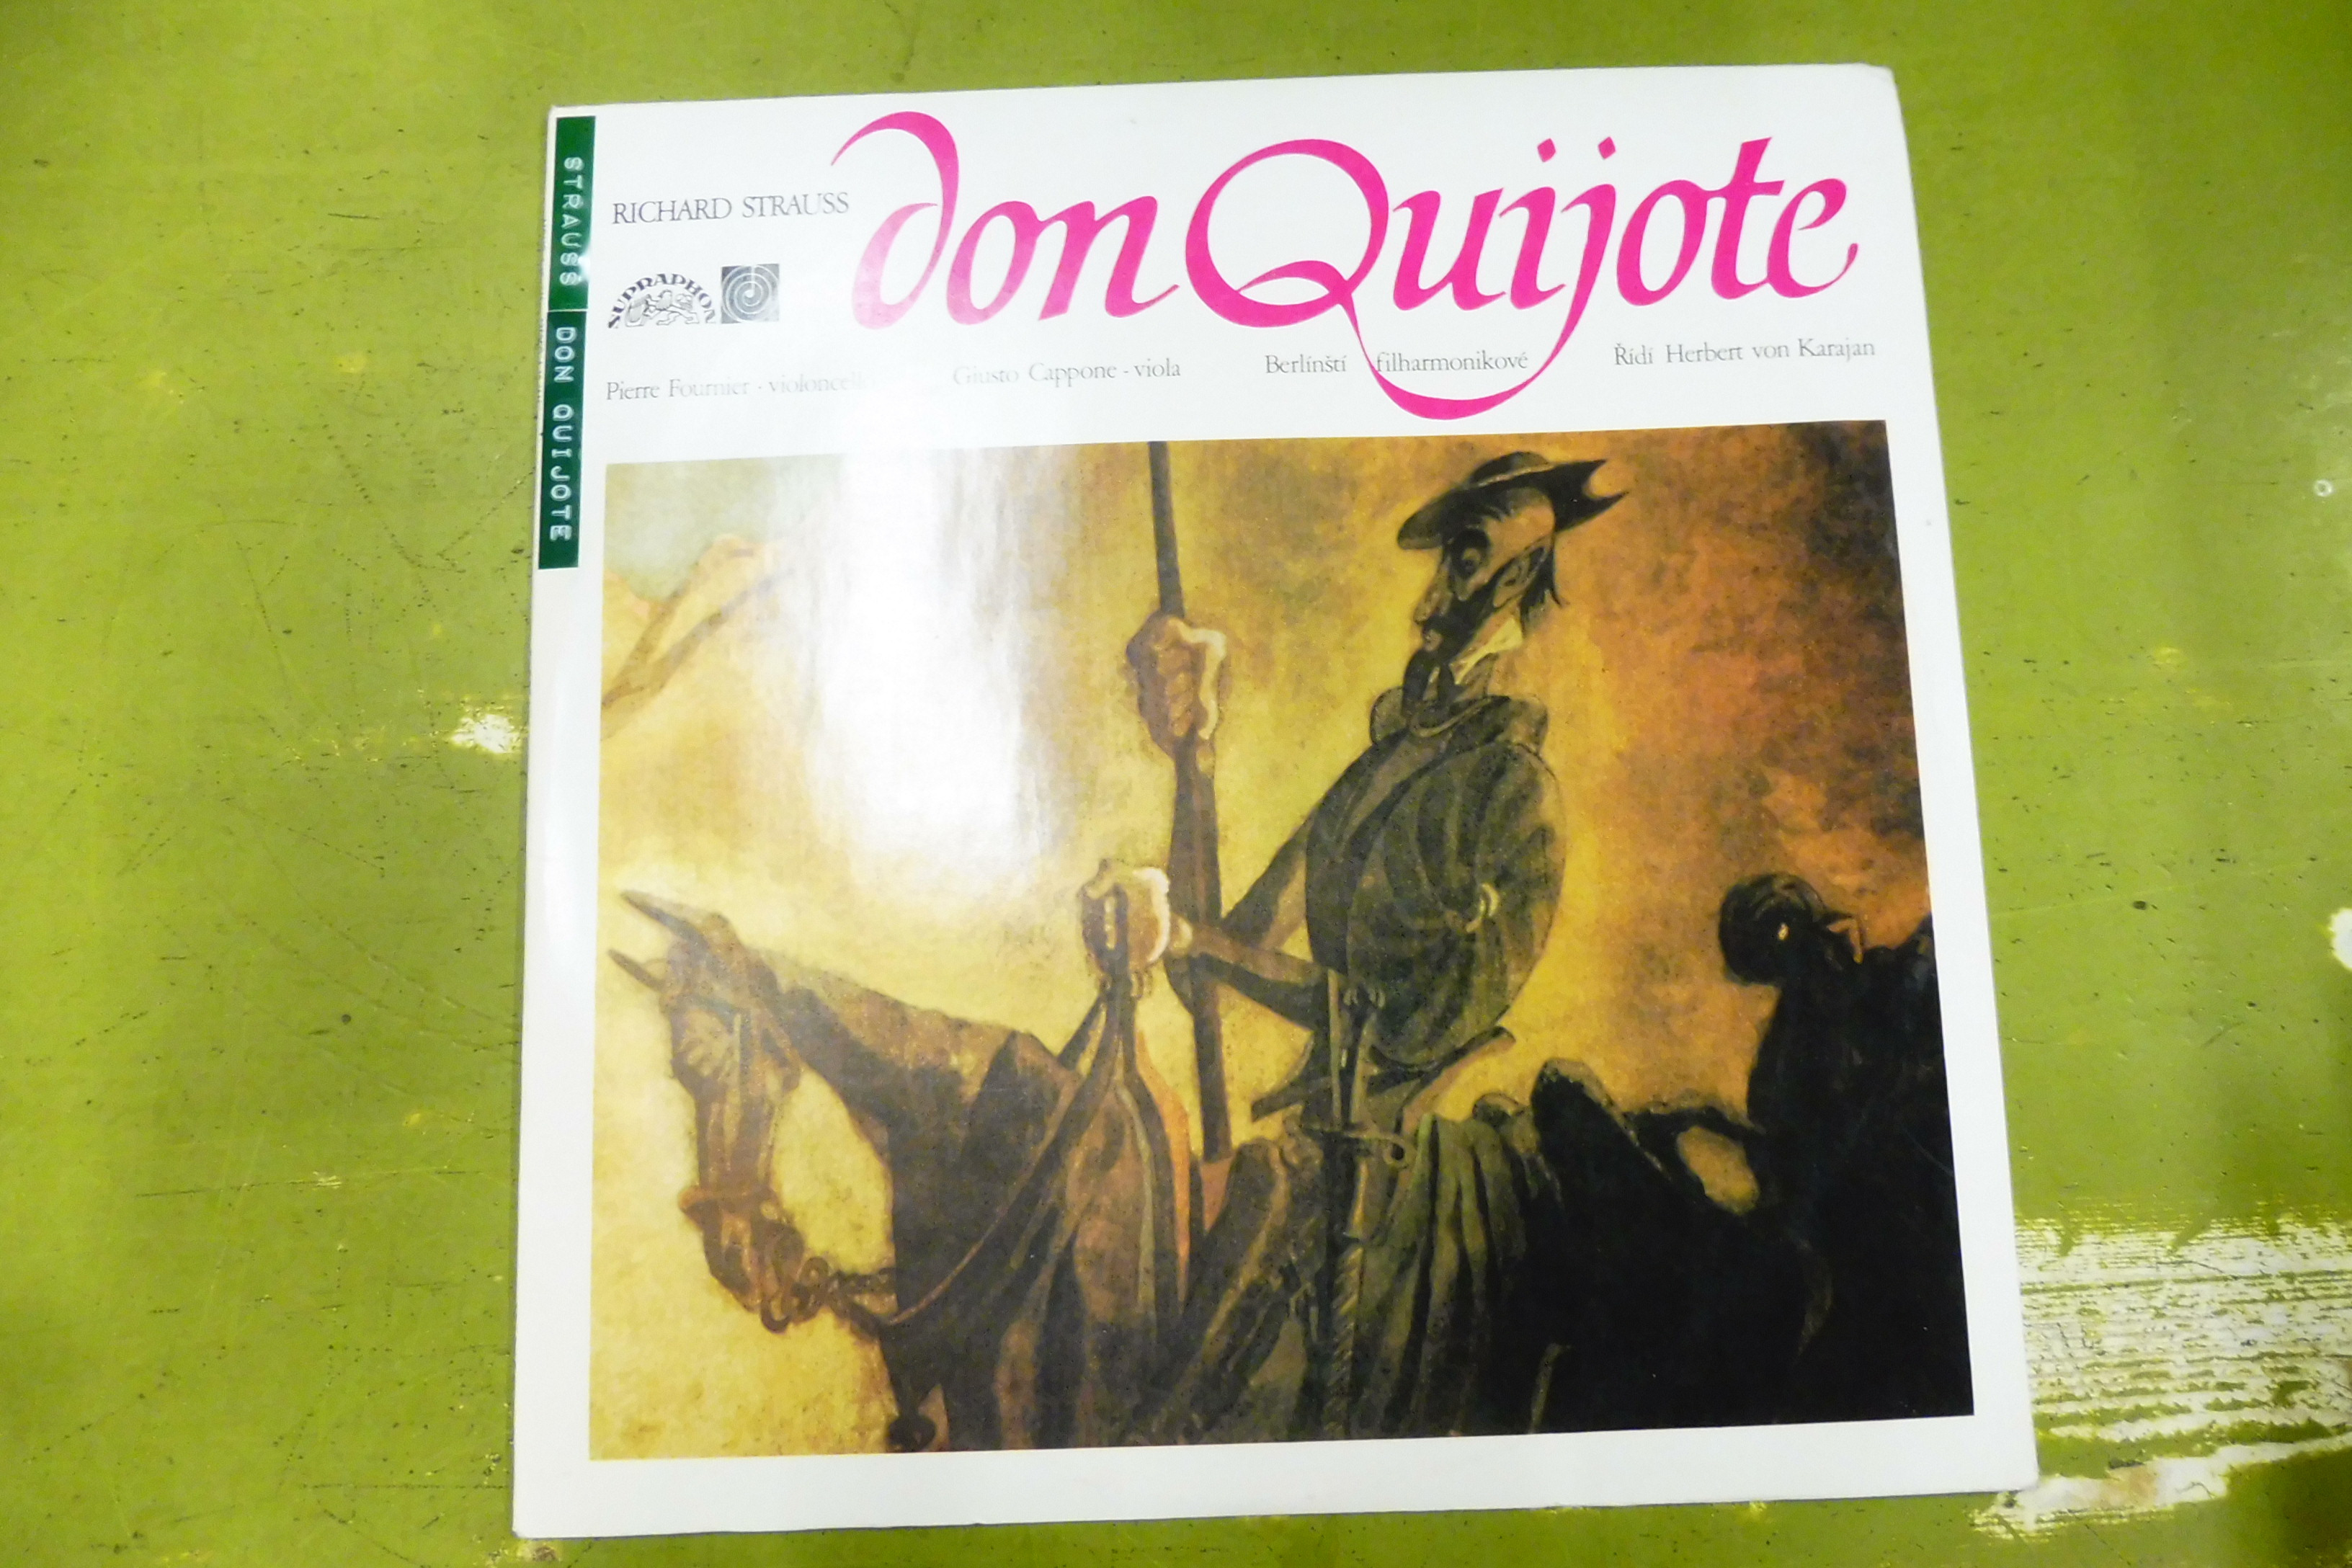 STRAUSS
DON QUIJOTE
RICHARD STRAUSS
don Quijote
SUPRAPHON
Pierre Fournier - violoncello
Giusto Cappone - viola
Berlínští filharmonikové
Řídí Herbert von Karajan